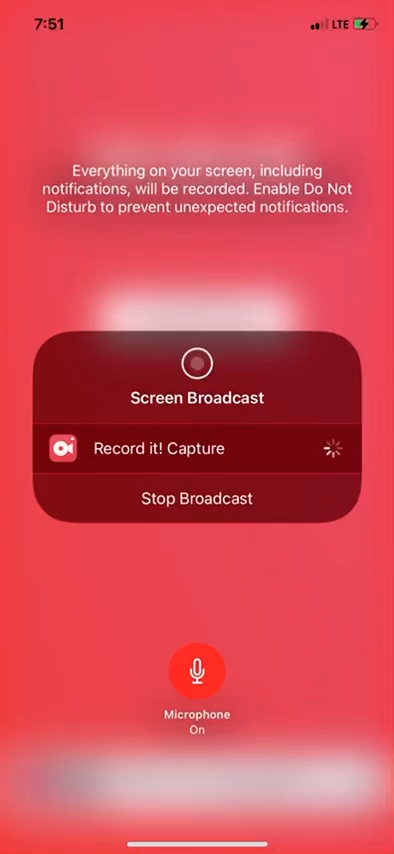 7:51
LTE
Everything on your screen, including
notifications, will be recorded. Enable Do Not
Disturb to prevent unexpected notifications.
Screen Broadcast
Record it! Capture
Stop Broadcast
Microphone
On